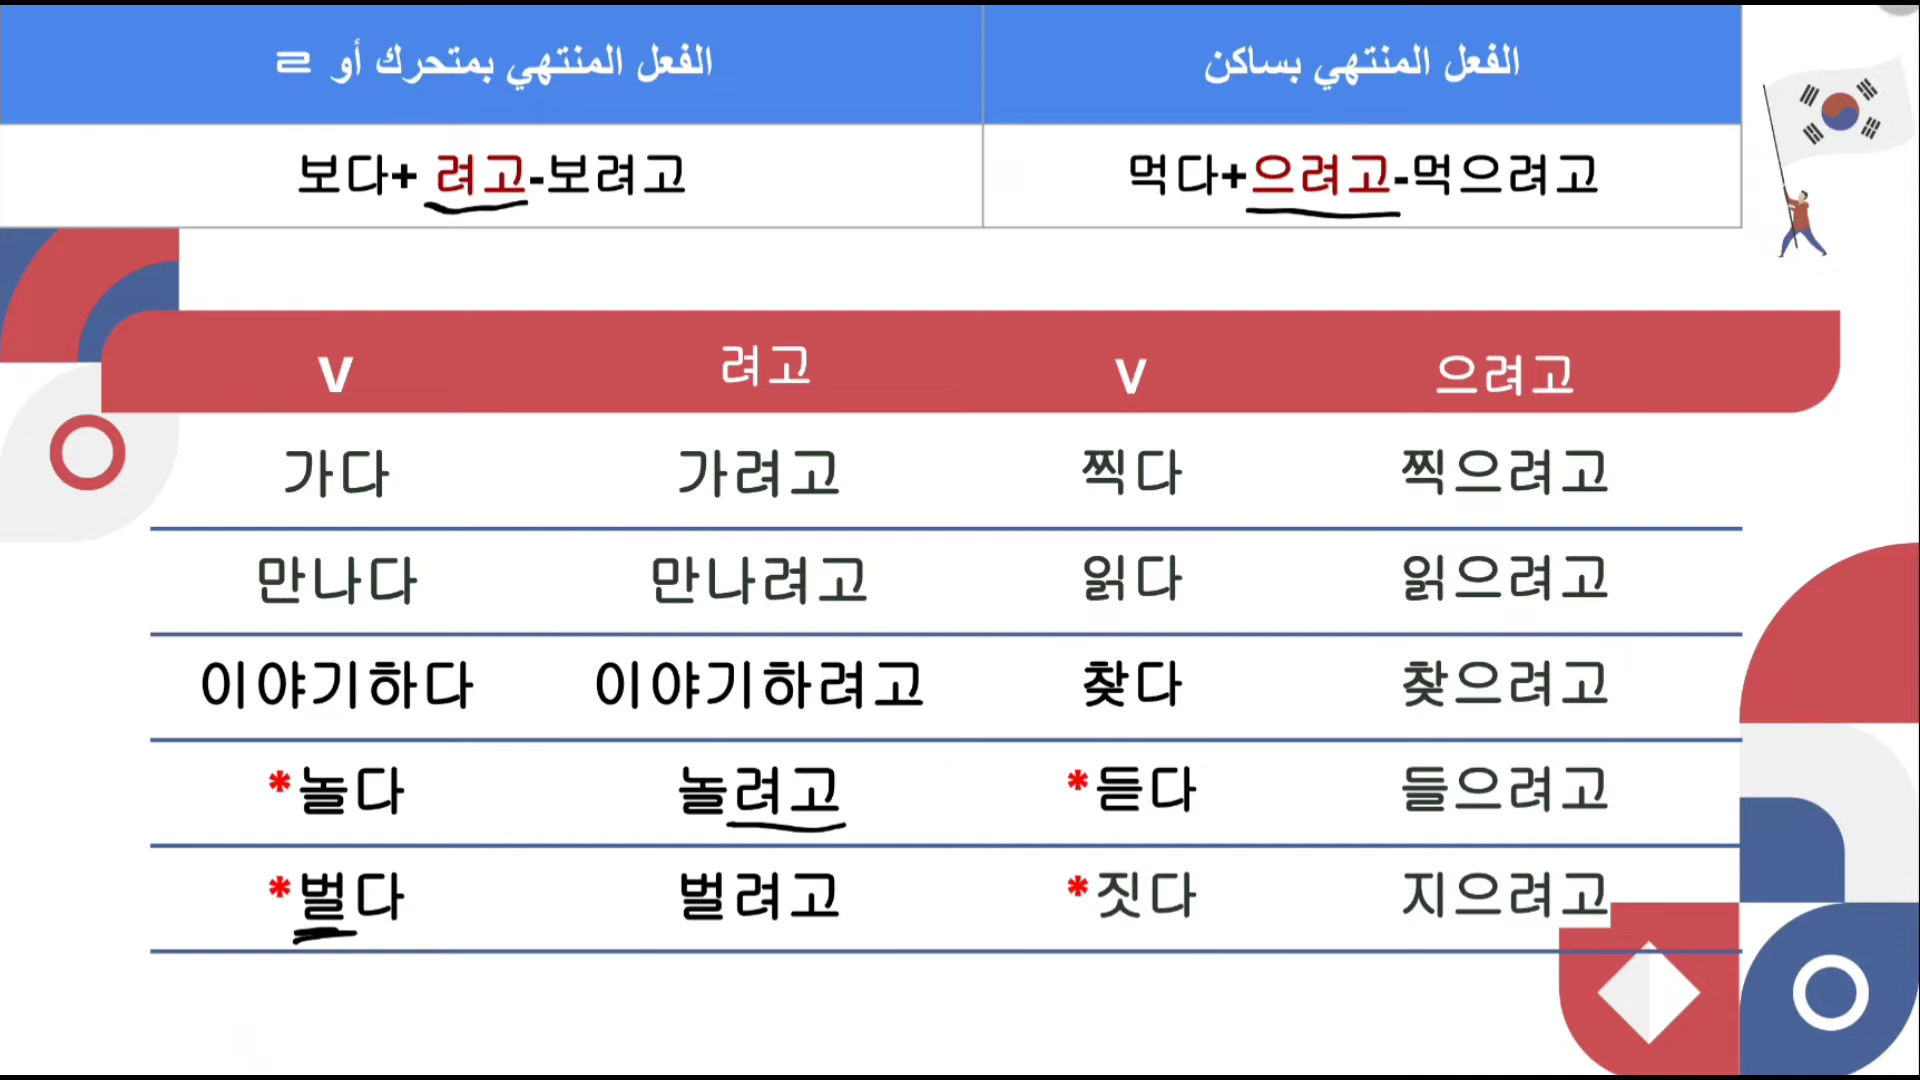 الفعل المنتهي بمتحرك أو ㄹ
الفعل المنتهي بساكن
보다+ 려고-보려고
먹다+으려고-먹으려고
V 려고 V 으려고
가다 가려고 찍다 찍으려고
만나다 만나려고 읽다 읽으려고
이야기하다 이야기하려고 찾다 찾으려고
*놀다 놀려고 *듣다 들으려고
*벌다 벌려고 *짓다 지으려고